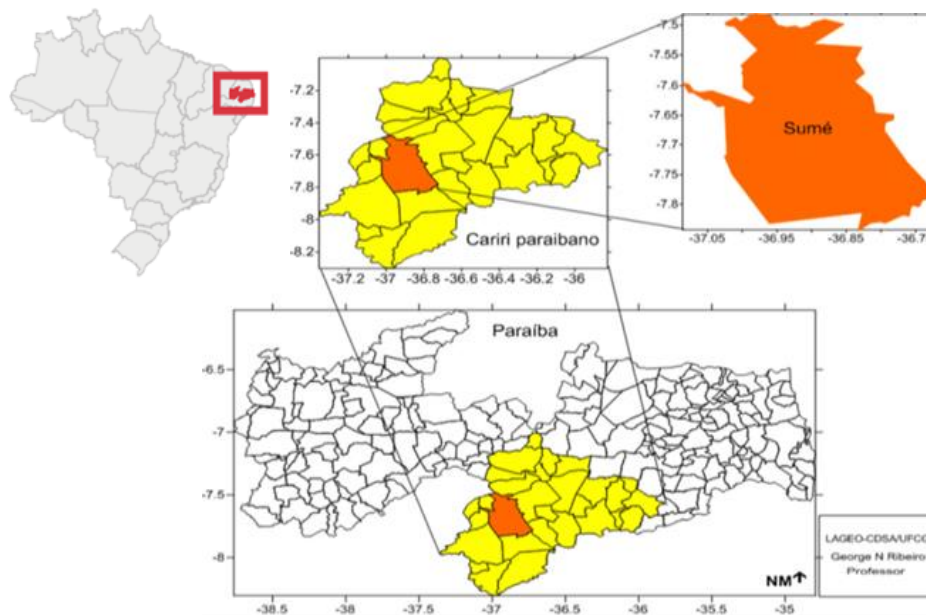 -7.2
-7.4
-7.6
-7.8
-8
-8.2
Cariri paraibano
-37.2 -37 -36.8 -36.6 -36.4 -36.2 -36
-7.5
-7.55
-7.6
-7.65
-7.7
-7.75
-7.8
Sumé
-37.05 -36.95 -36.85 -36.7
Paraíba
-6.5
-7
-7.5
-8
-38.5 -38 -37.5 -37 -36.5 -36 -35.5 -35
NM
LAGEO-CDSA/UFCG
George N Ribeiro
Professor